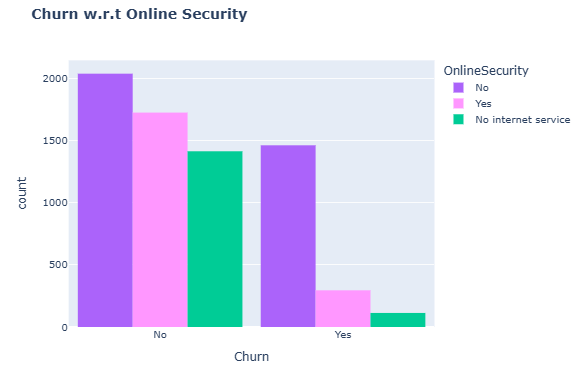 Churn w.r.t Online Security
OnlineSecurity
No
Yes
No internet service
2000
1500
1000
500
0
count
No
Yes
Churn